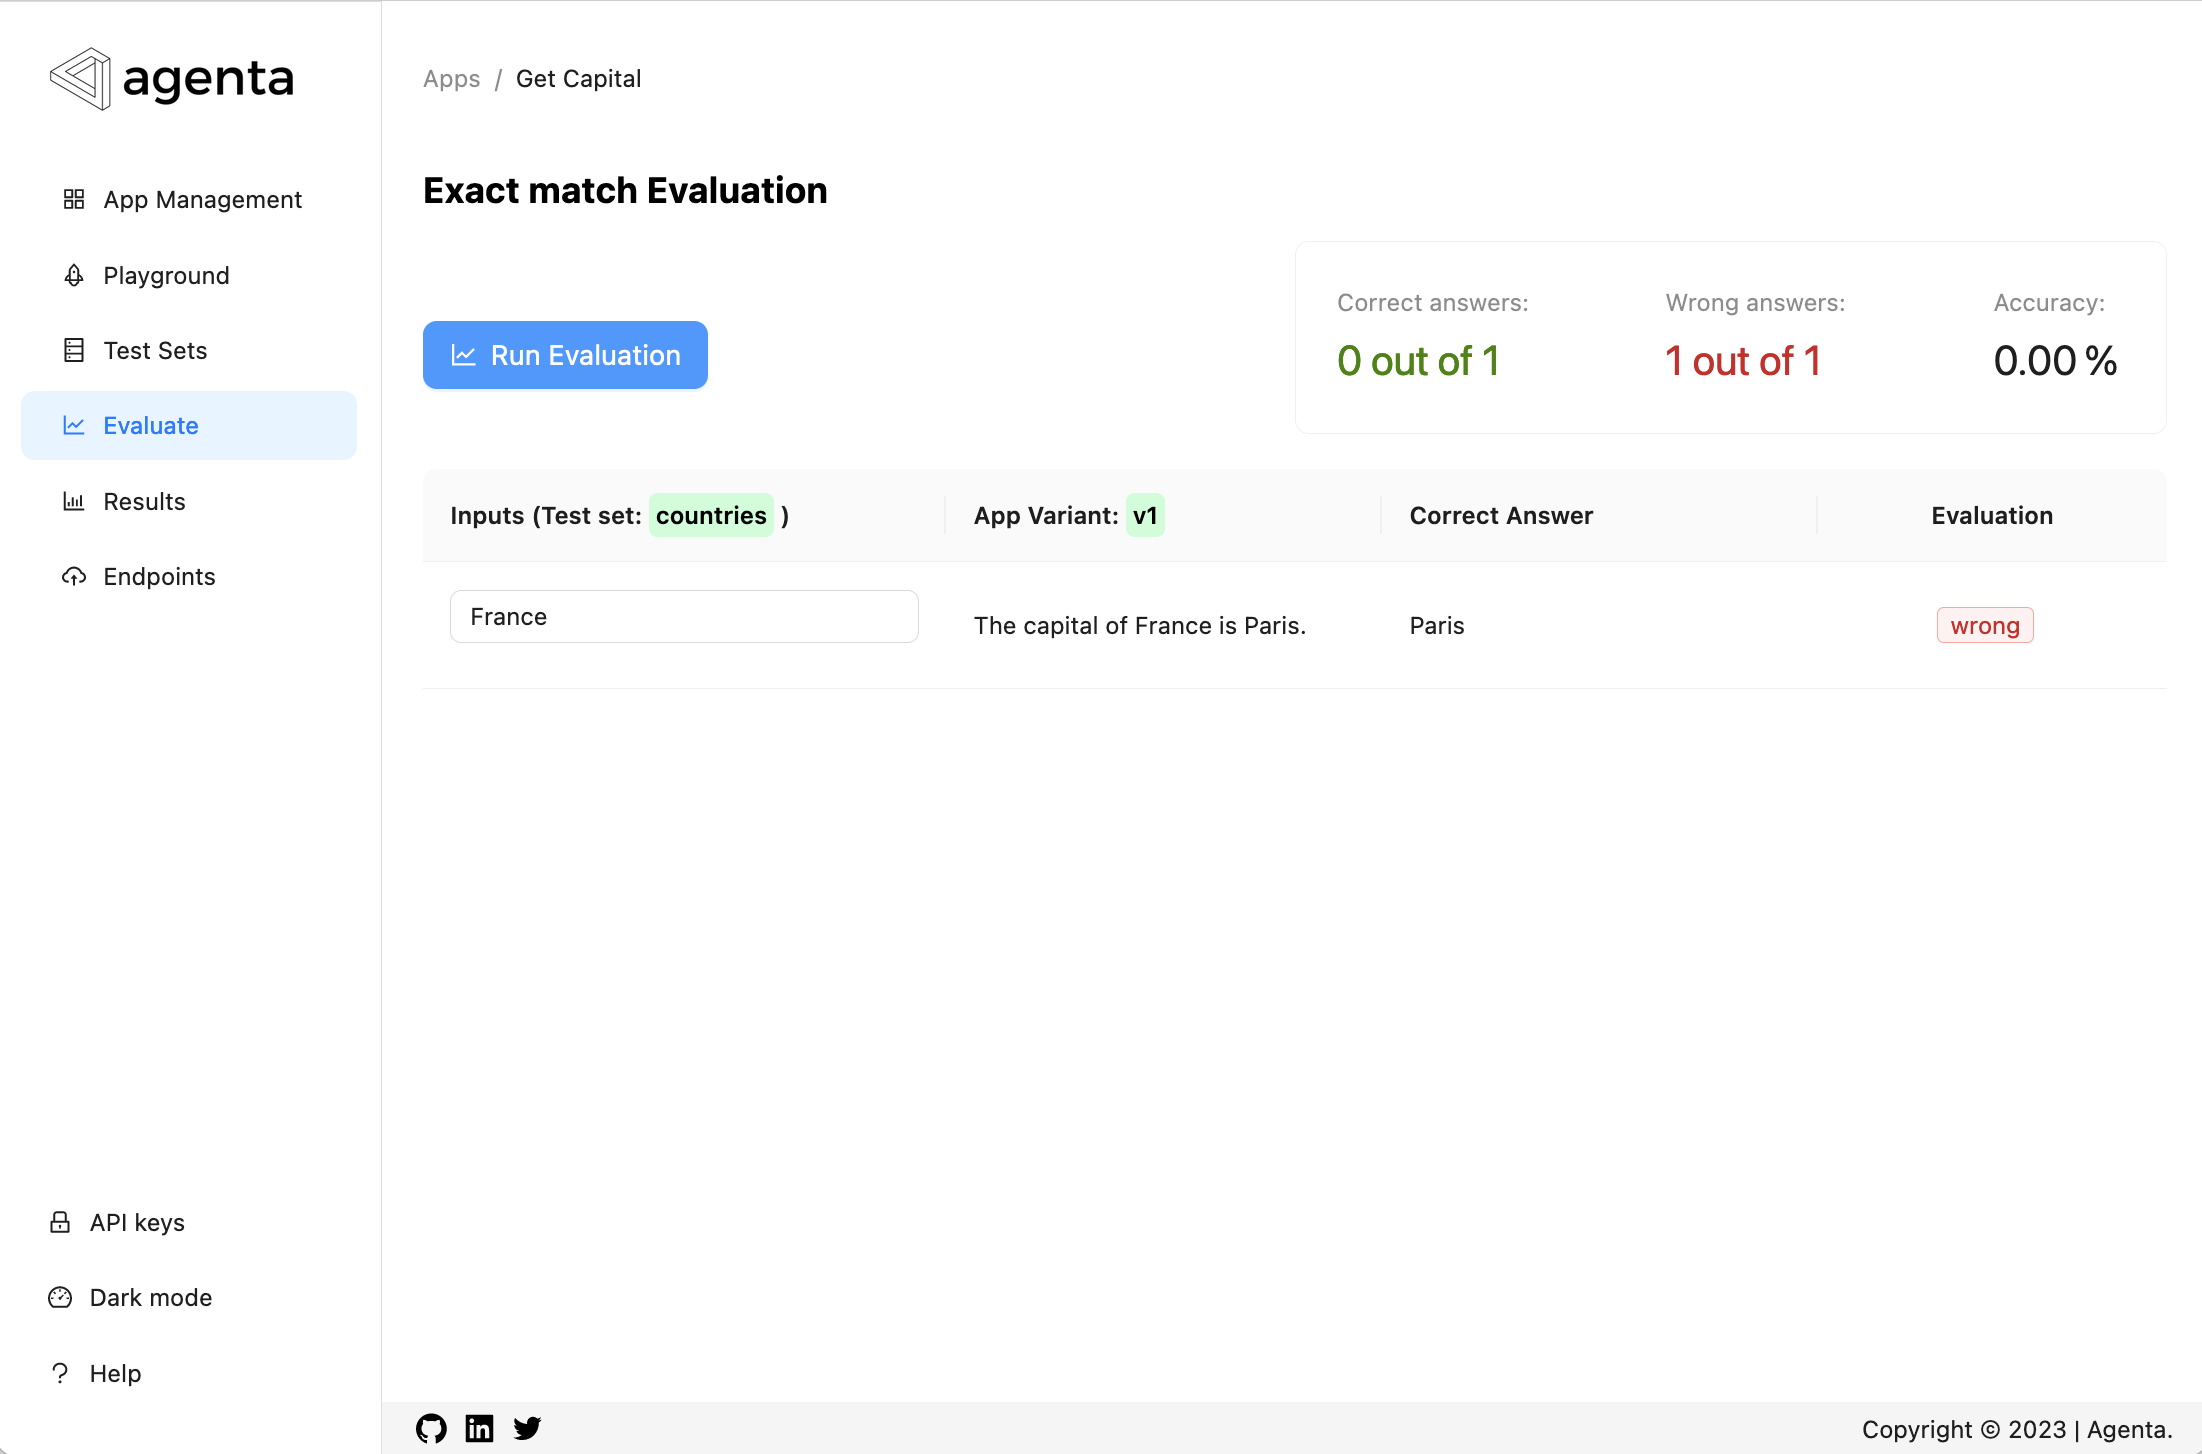 agenta
App Management
Playground
Test Sets
Evaluate
Results
Endpoints
API keys
Dark mode
Help
Apps / Get Capital
Exact match Evaluation
Run Evaluation
Correct answers: Wrong answers: Accuracy:
0 out of 1 1 out of 1 0.00 %
Inputs (Test set: countries ) App Variant: v1 Correct Answer Evaluation
France The capital of France is Paris. Paris wrong
Copyright © 2023 | Agenta.